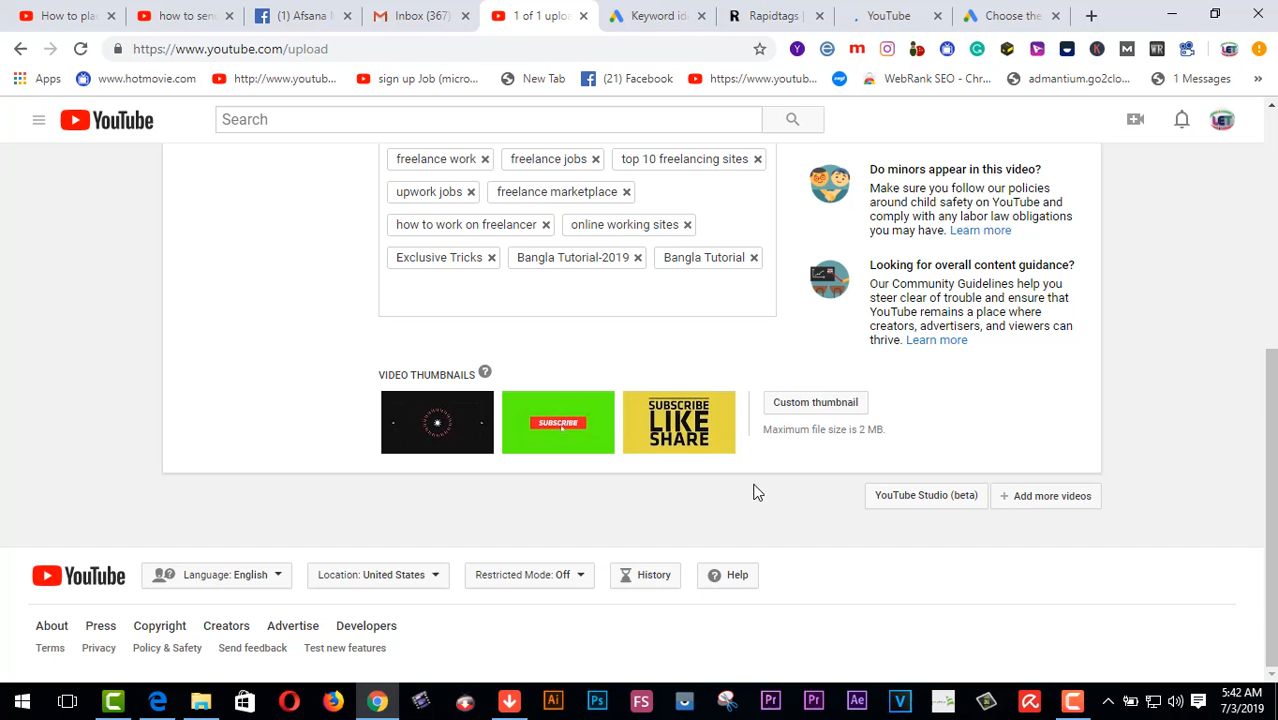 How to pla
how to sen
(1) Afsana
Inbox (367)
1 of 1 uplo
Keyword id
Rapidtags
YouTube
Choose the
https://www.youtube.com/upload
Apps
www.hotmovie.com
http://www.youtub...
sign up Job (micro...
New Tab
(21) Facebook
https://www.youtub...
WebRank SEO - Chr...
admantium.go2clo...
1 Messages
YouTube
Search
LET
freelance work
freelance jobs
top 10 freelancing sites
upwork jobs
freelance marketplace
how to work on freelancer
online working sites
Exclusive Tricks
Bangla Tutorial-2019
Bangla Tutorial
Do minors appear in this video?
Make sure you follow our policies
around child safety on YouTube and
comply with any labor law obligations
you may have. Learn more
Looking for overall content guidance?
Our Community Guidelines help you
steer clear of trouble and ensure that
YouTube remains a place where
creators, advertisers, and viewers can
thrive. Learn more
VIDEO THUMBNAILS ?
SUBSCRIBE
SUBSCRIBE
LIKE
SHARE
Custom thumbnail
Maximum file size is 2 MB.
YouTube Studio (beta)
+ Add more videos
YouTube
Language: English
Location: United States
Restricted Mode: Off
History
Help
About
Press
Copyright
Creators
Advertise
Developers
Terms
Privacy
Policy & Safety
Send feedback
Test new features
Ai
Ps
FS
Pr
Pr
Ae
V
5:42 AM
7/3/2019